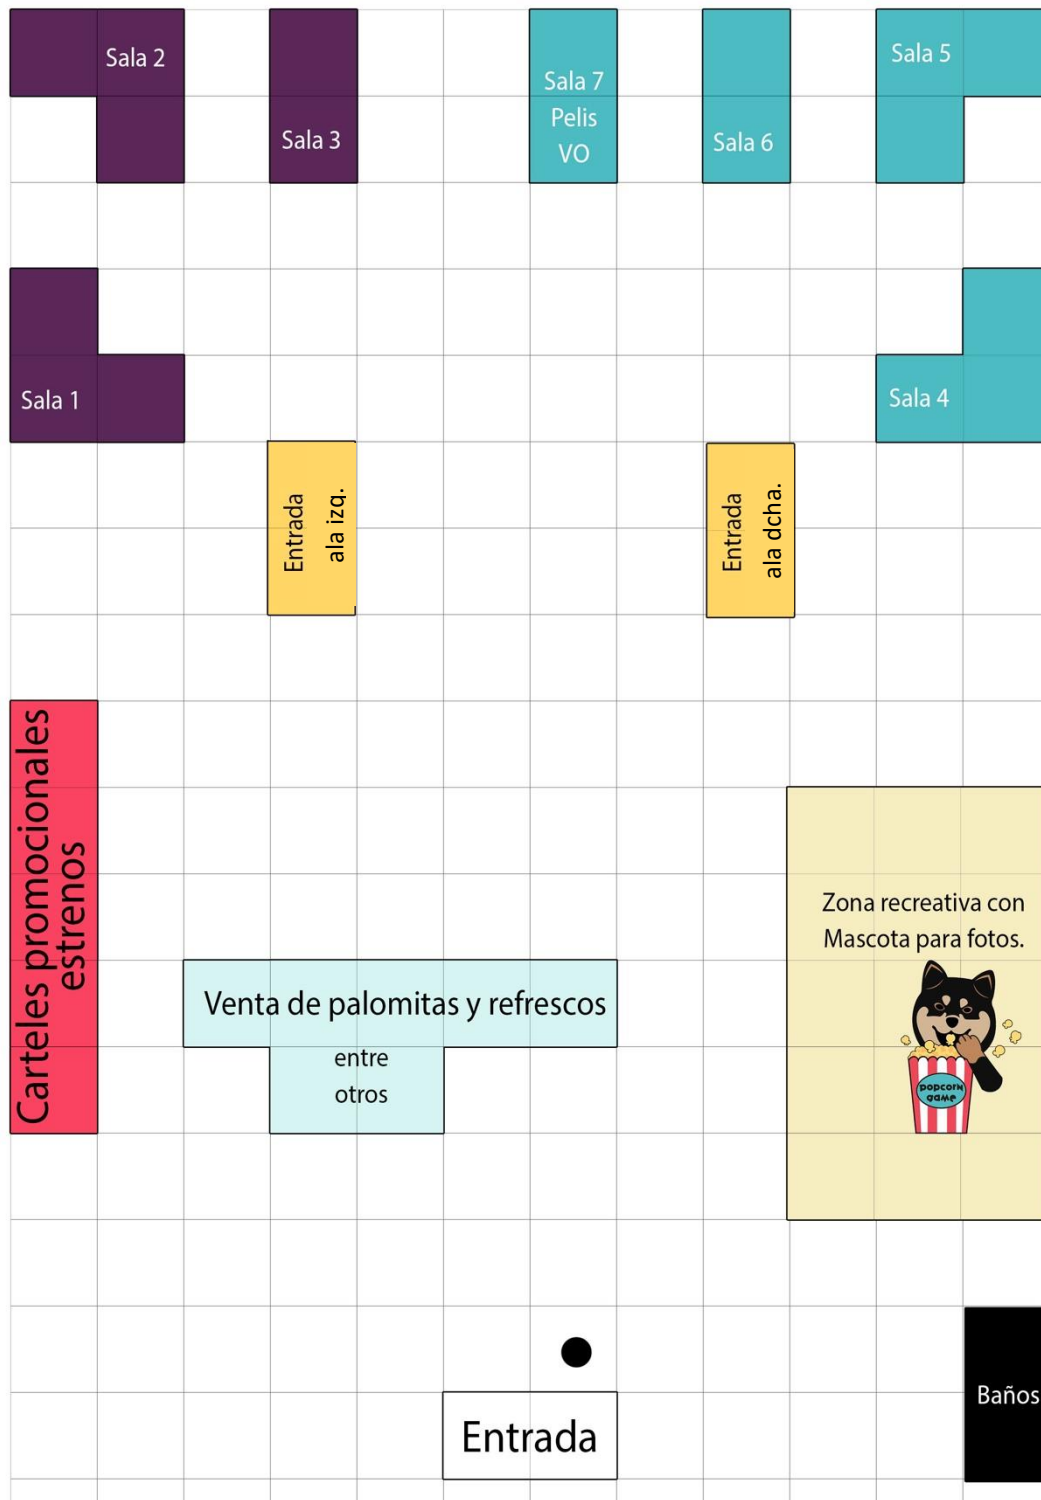 Sala 2
Sala 3
Sala 7
Pelis
VO
Sala 6
Sala 5
Sala 1
Sala 4
Entrada
ala izq.
Entrada
ala dcha.
Carteles promocionales
estrenos
Zona recreativa con
Mascota para fotos.
popcorn
game
Venta de palomitas y refrescos
entre
otros
Entrada
Baños